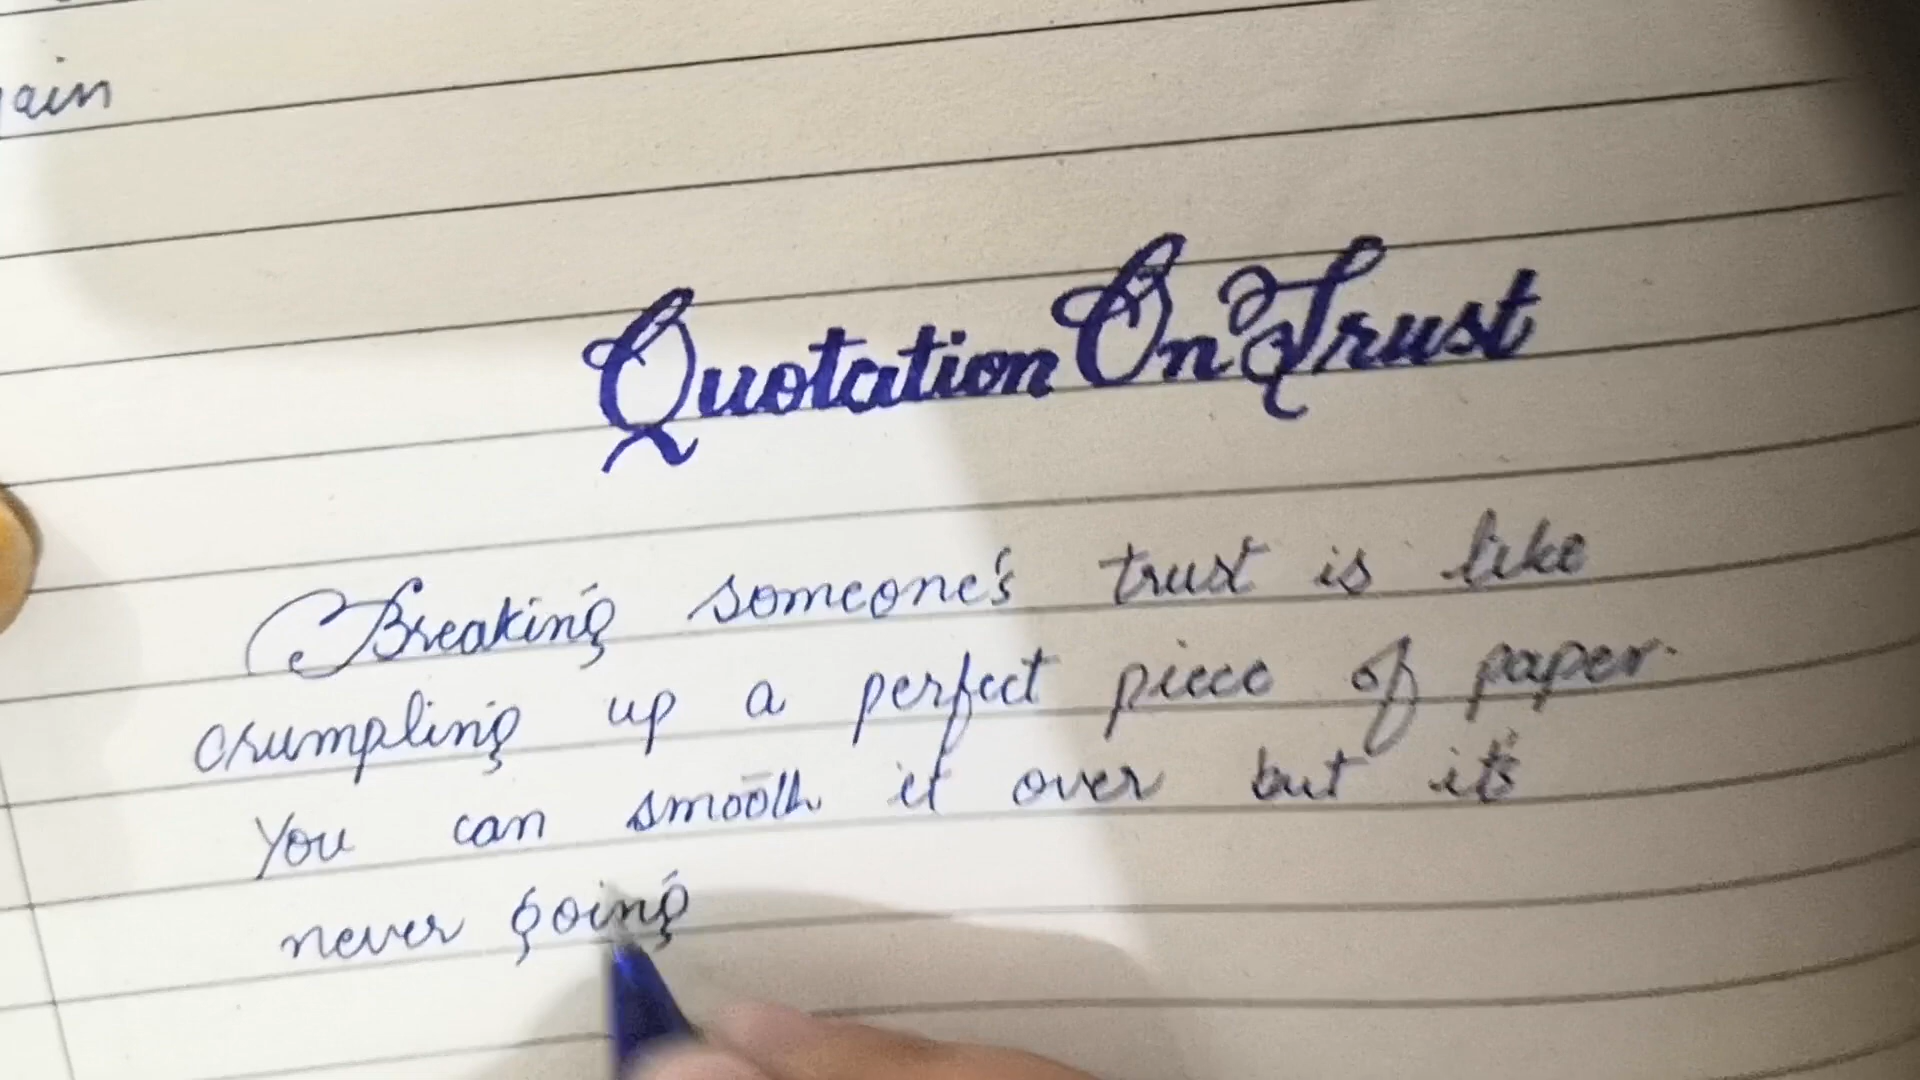 Quotation On Trust
Breaking someone's trust is like
crumpling up a perfect piece of paper.
You can smooth it over but it's
never going